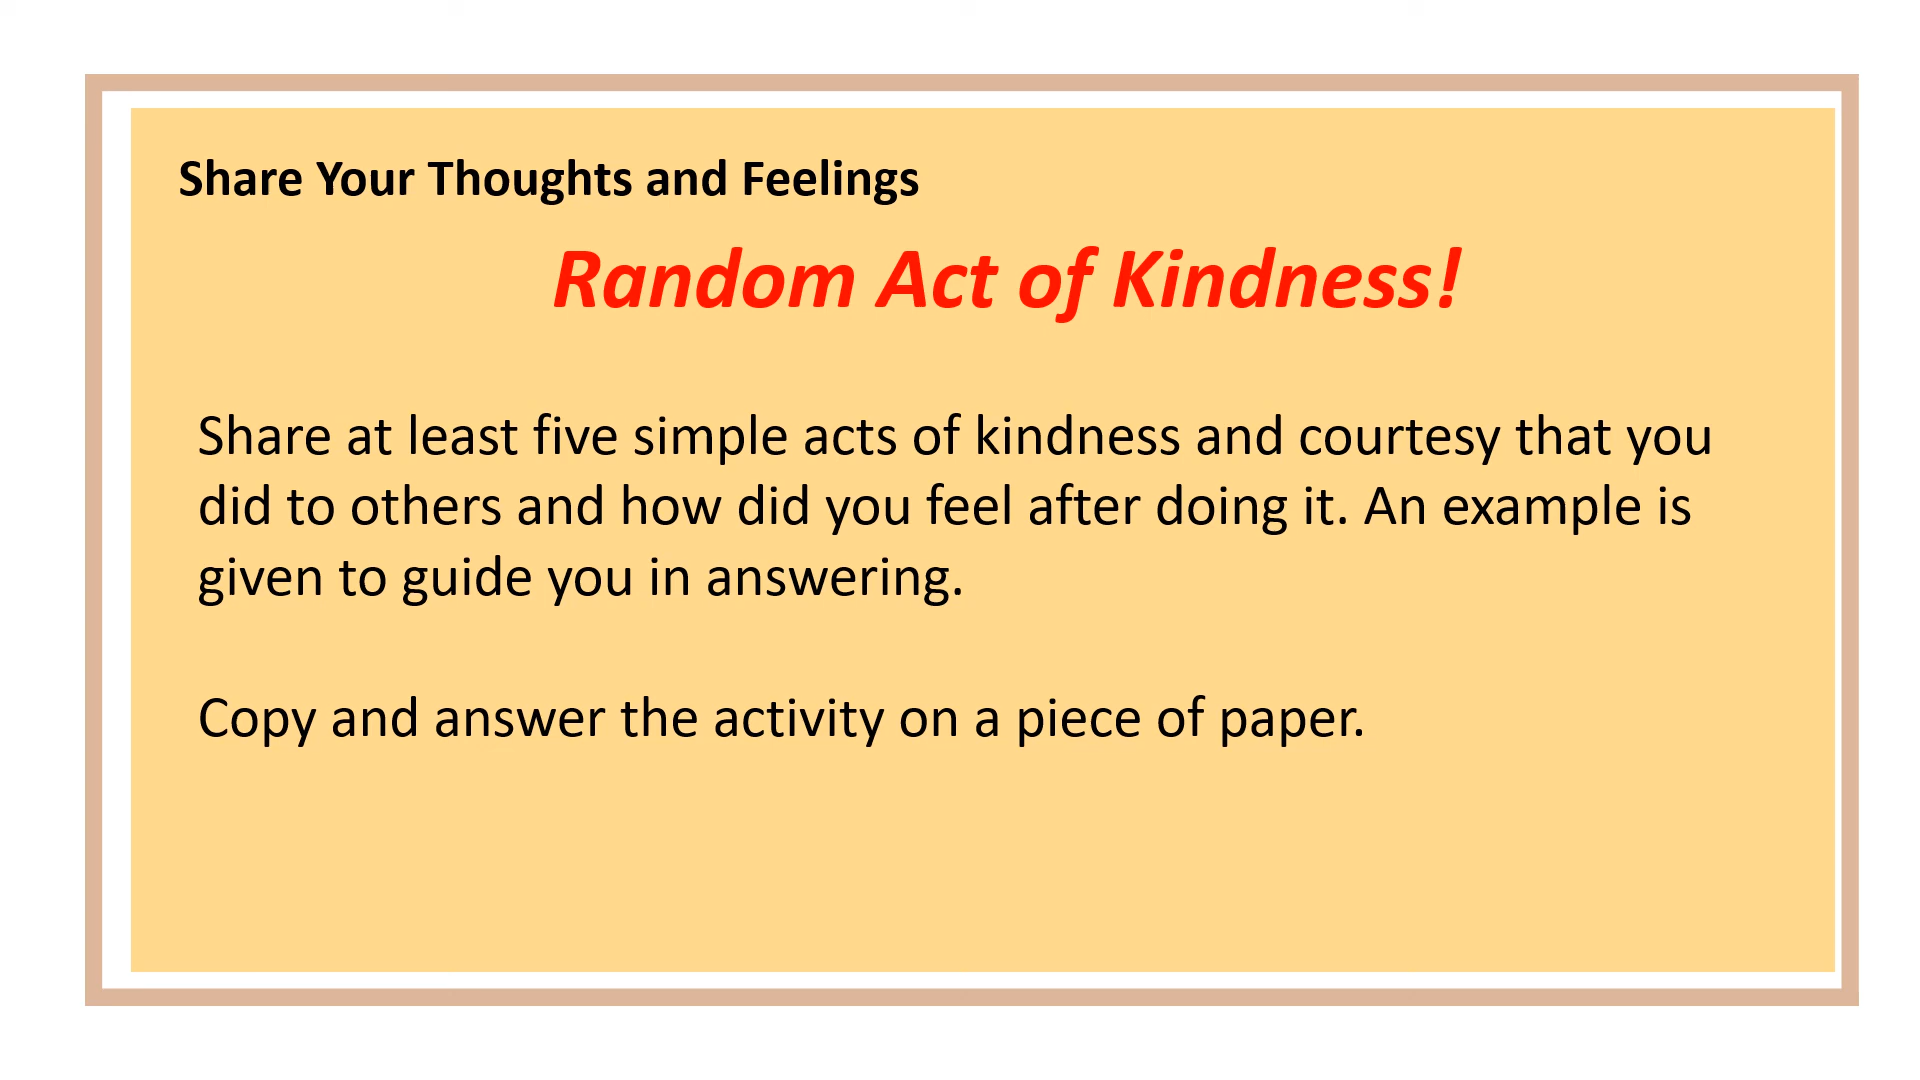 Share Your Thoughts and Feelings
Random Act of Kindness!
Share at least five simple acts of kindness and courtesy that you
did to others and how did you feel after doing it. An example is
given to guide you in answering.
Copy and answer the activity on a piece of paper.